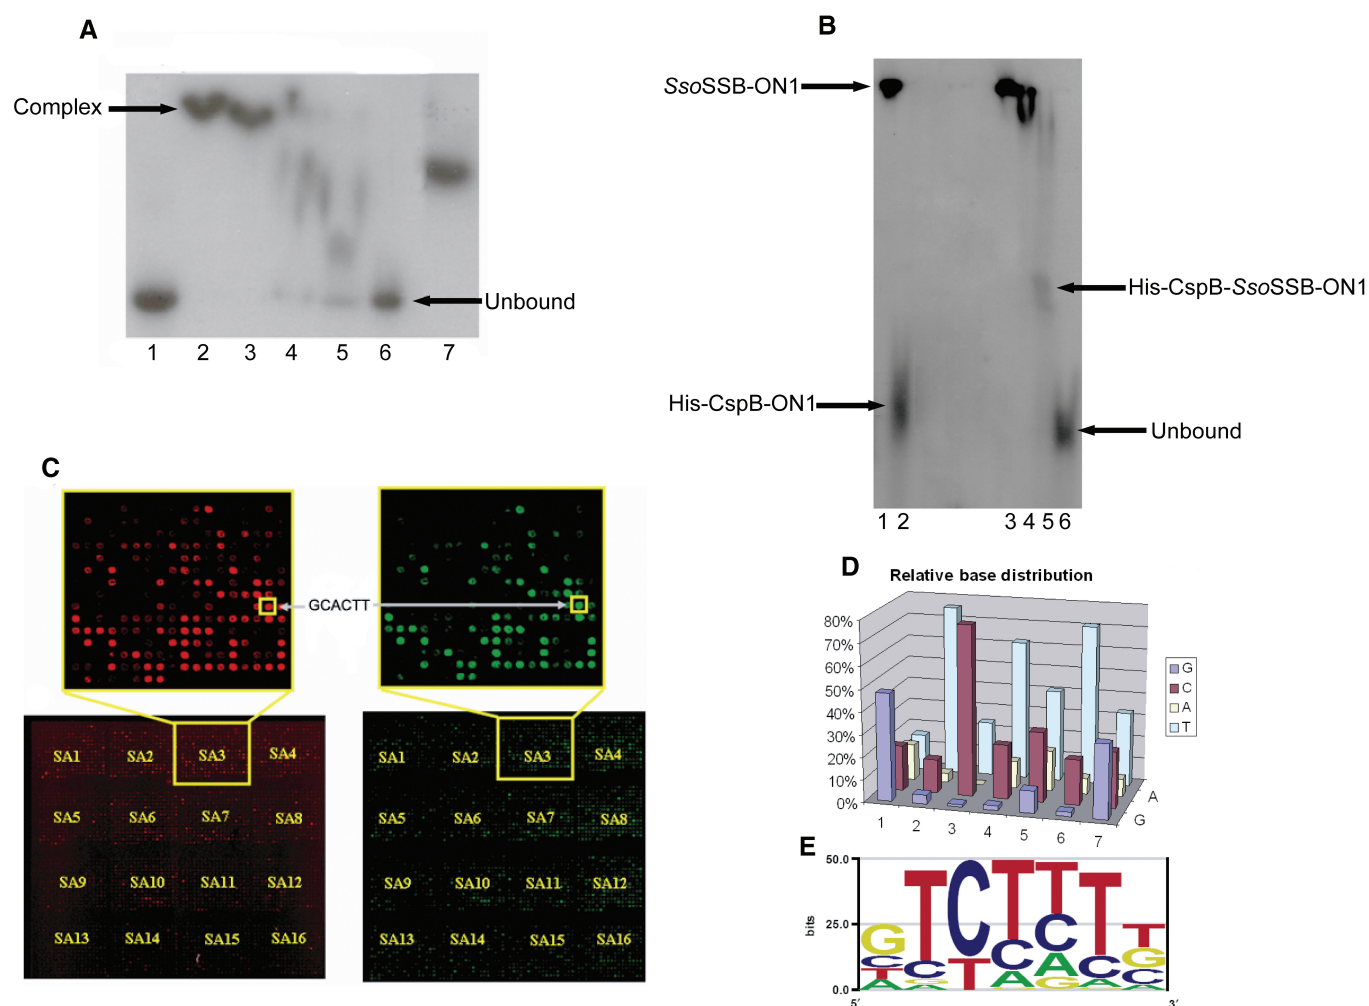 A
Complex
Unbound
1 2 3 4 5 6 7
B
SsoSSB-ON1
His-CspB-SsoSSB-ON1
His-CspB-ON1
Unbound
1 2 3 4 5 6
C
GCACTT
SA1 SA2 SA3 SA4
SA5 SA6 SA7 SA8
SA9 SA10 SA11 SA12
SA13 SA14 SA15 SA16
SA1 SA2 SA3 SA4
SA5 SA6 SA7 SA8
SA9 SA10 SA11 SA12
SA13 SA14 SA15 SA16
D
Relative base distribution
80%
70%
60%
50%
40%
30%
20%
10%
0%
1 2 3 4 5 6 7
A
G
G
C
A
T
E
50.0
25.0
0.0
bits
G C T A
T C G A
C T
T C A
T C A G
T C A
T G C A
5′ 3′